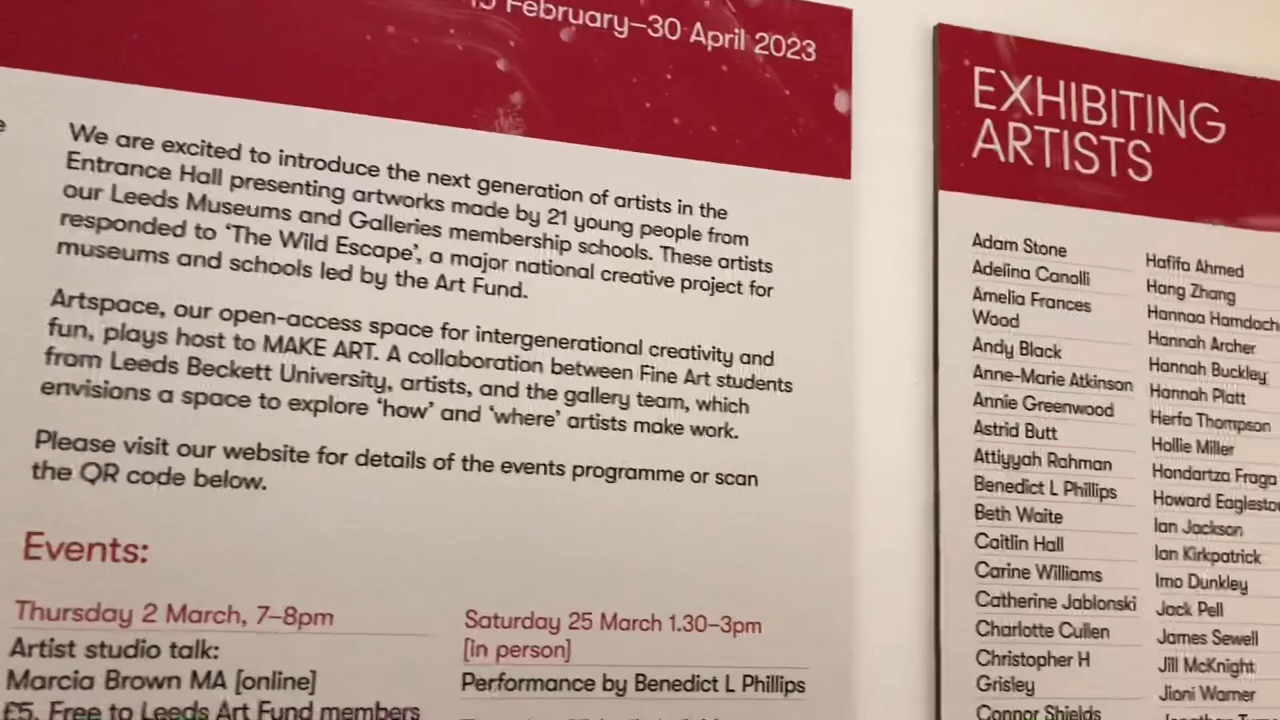 February–30 April 2023
We are excited to introduce the next generation of artists in the
Entrance Hall presenting artworks made by 21 young people from
our Leeds Museums and Galleries membership schools. These artists
responded to ‘The Wild Escape’, a major national creative project for
museums and schools led by the Art Fund.
Artspace, our open-access space for intergenerational creativity and
fun, plays host to MAKE ART. A collaboration between Fine Art students
from Leeds Beckett University, artists, and the gallery team, which
envisions a space to explore ‘how’ and ‘where’ artists make work.
Please visit our website for details of the events programme or scan
the QR code below.
Events:
Thursday 2 March, 7–8pm
Artist studio talk:
Marcia Brown MA [online]
£5. Free to Leeds Art Fund members
Saturday 25 March 1.30–3pm
[in person]
Performance by Benedict L Phillips
EXHIBITING
ARTISTS
Adam Stone
Adelina Canolli
Amelia Frances
Wood
Andy Black
Anne-Marie Atkinson
Annie Greenwood
Astrid Butt
Attiyyah Rahman
Benedict L Phillips
Beth Waite
Caitlin Hall
Carine Williams
Catherine Jablonski
Charlotte Cullen
Christopher H
Grisley
Connor Shields
Hafifa Ahmed
Hang Zhang
Hannaa Hamdach
Hannah Archer
Hannah Buckley
Hannah Platt
Herfa Thompson
Hollie Miller
Hondartza Fraga
Howard
Ian Jackson
Ian Kirkpatrick
Imo Dunkley
Jack Pell
James Sewell
Jill McKnight
Jioni Warner